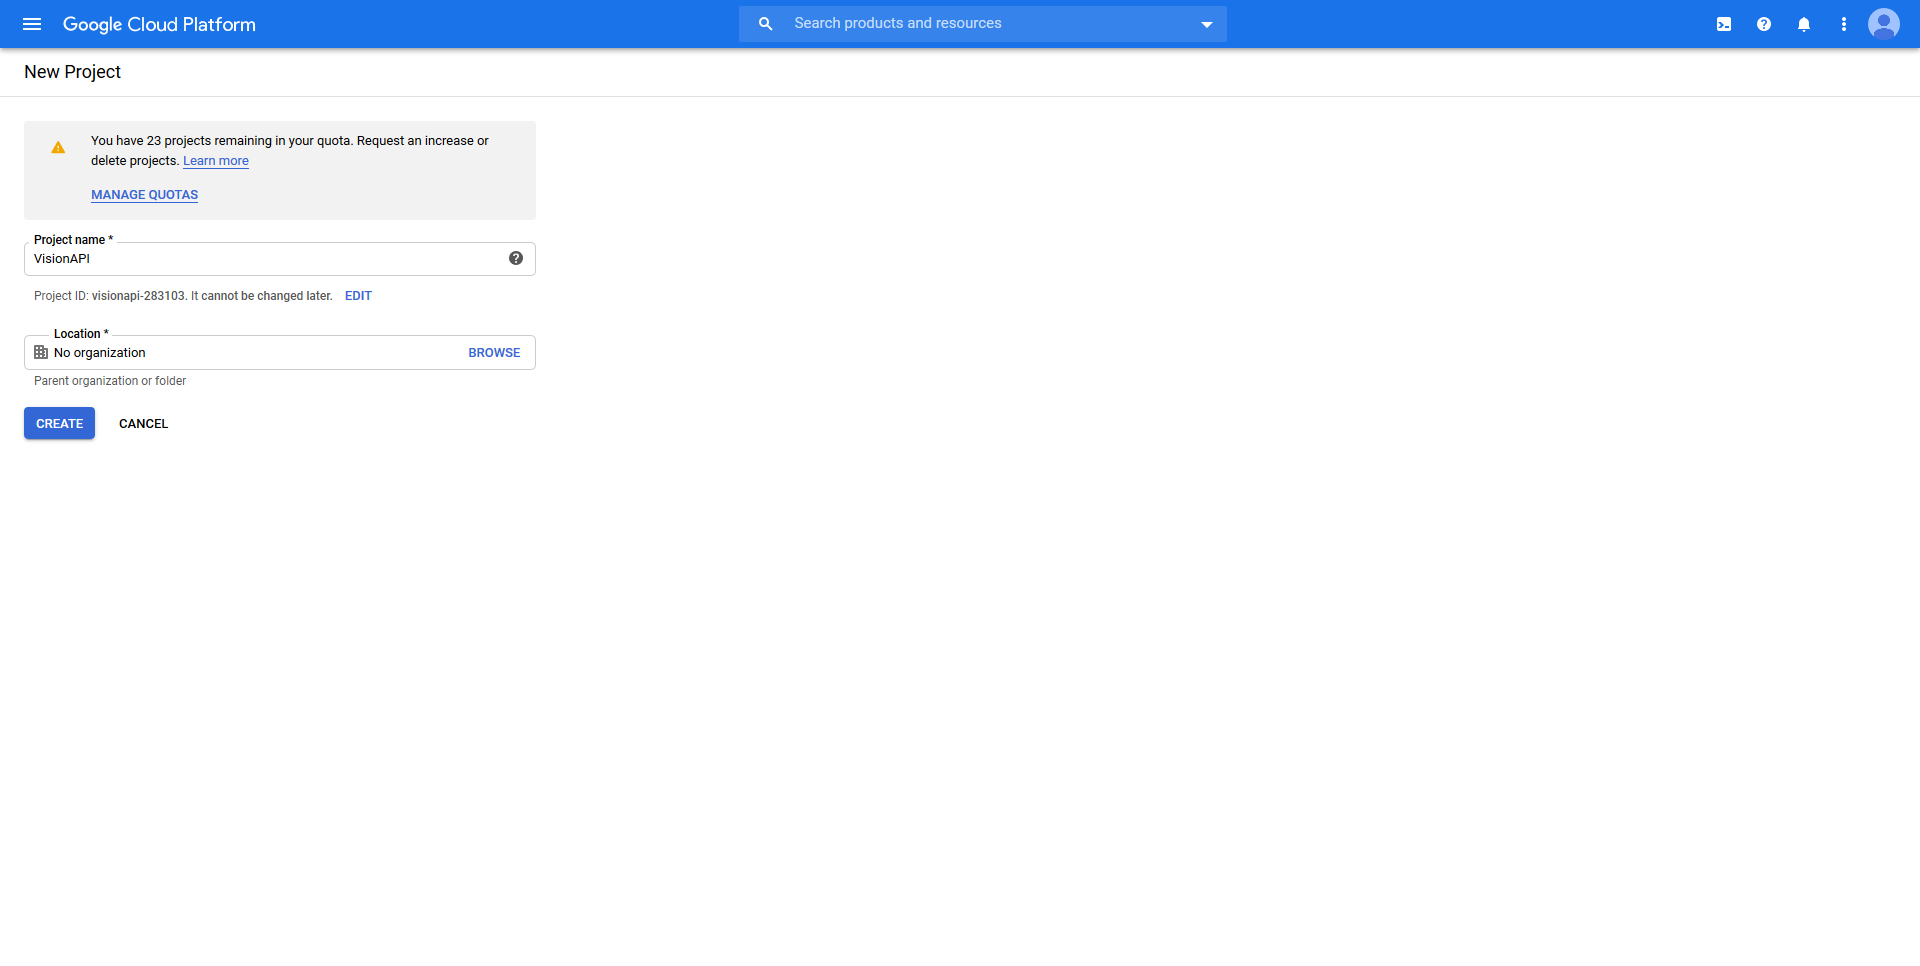 Google Cloud Platform
Search products and resources
New Project
You have 23 projects remaining in your quota. Request an increase or
delete projects. Learn more
MANAGE QUOTAS
Project name *
VisionAPI
Project ID: visionapi-283103. It cannot be changed later. EDIT
Location *
No organization BROWSE
Parent organization or folder
CREATE CANCEL